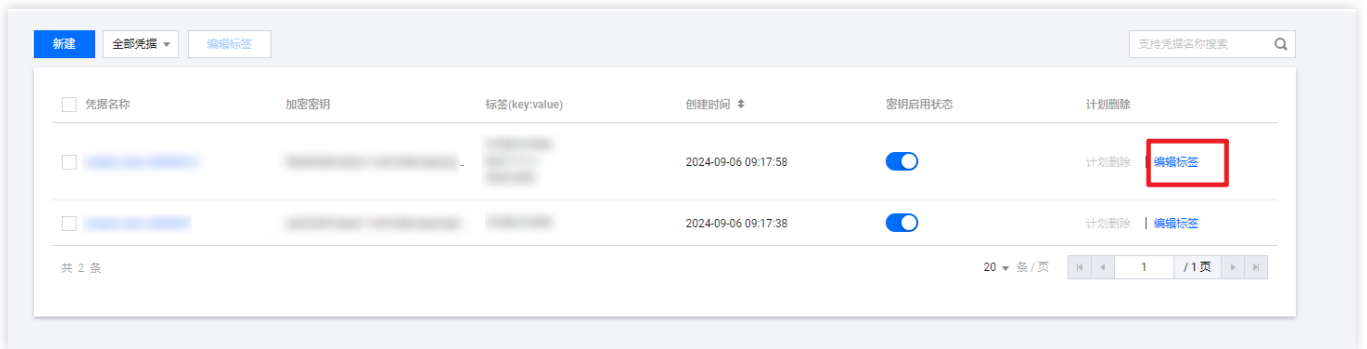 新建 全部凭据 编辑标签 支持凭据名称搜索
凭据名称 加密密钥 标签(key:value) 创建时间 密钥启用状态 计划删除
2024-09-06 09:17:58 计划删除 | 编辑标签
2024-09-06 09:17:38 计划删除 | 编辑标签
共 2 条 20 条 / 页 1 / 1 页